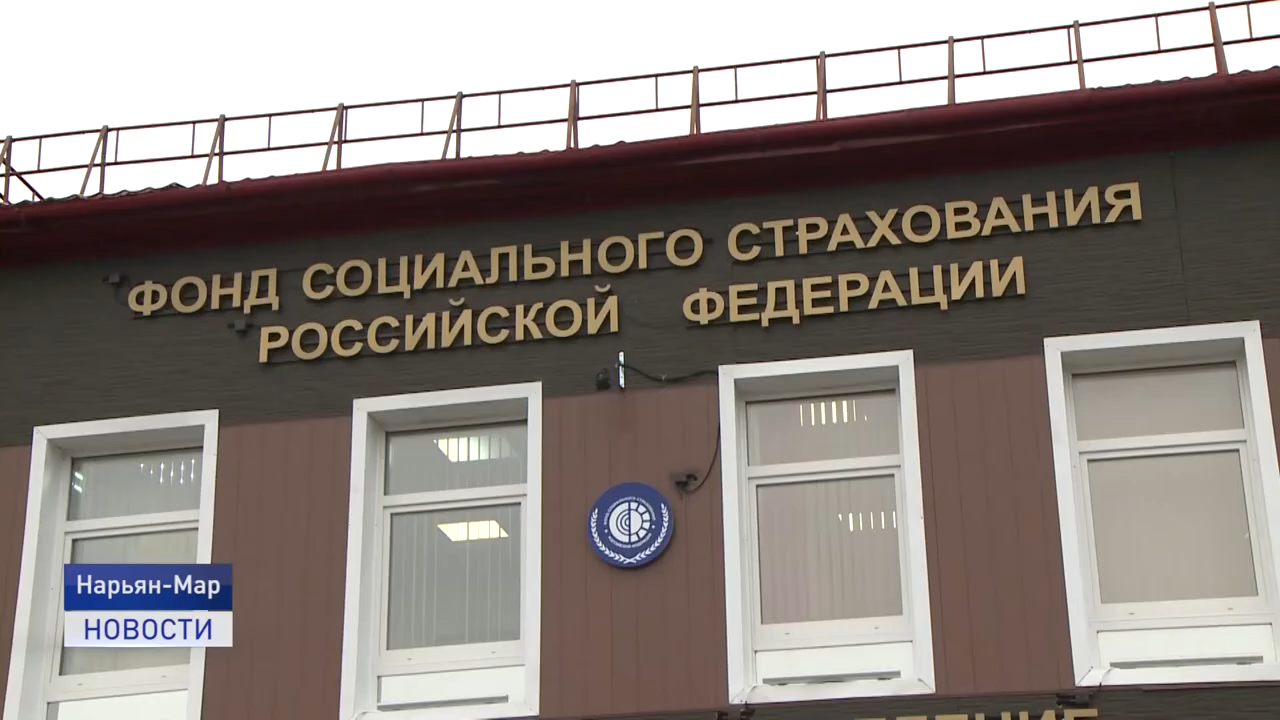 ФОНД СОЦИАЛЬНОГО СТРАХОВАНИЯ
РОССИЙСКОЙ ФЕДЕРАЦИИ
Нарьян-Мар
НОВОСТИ